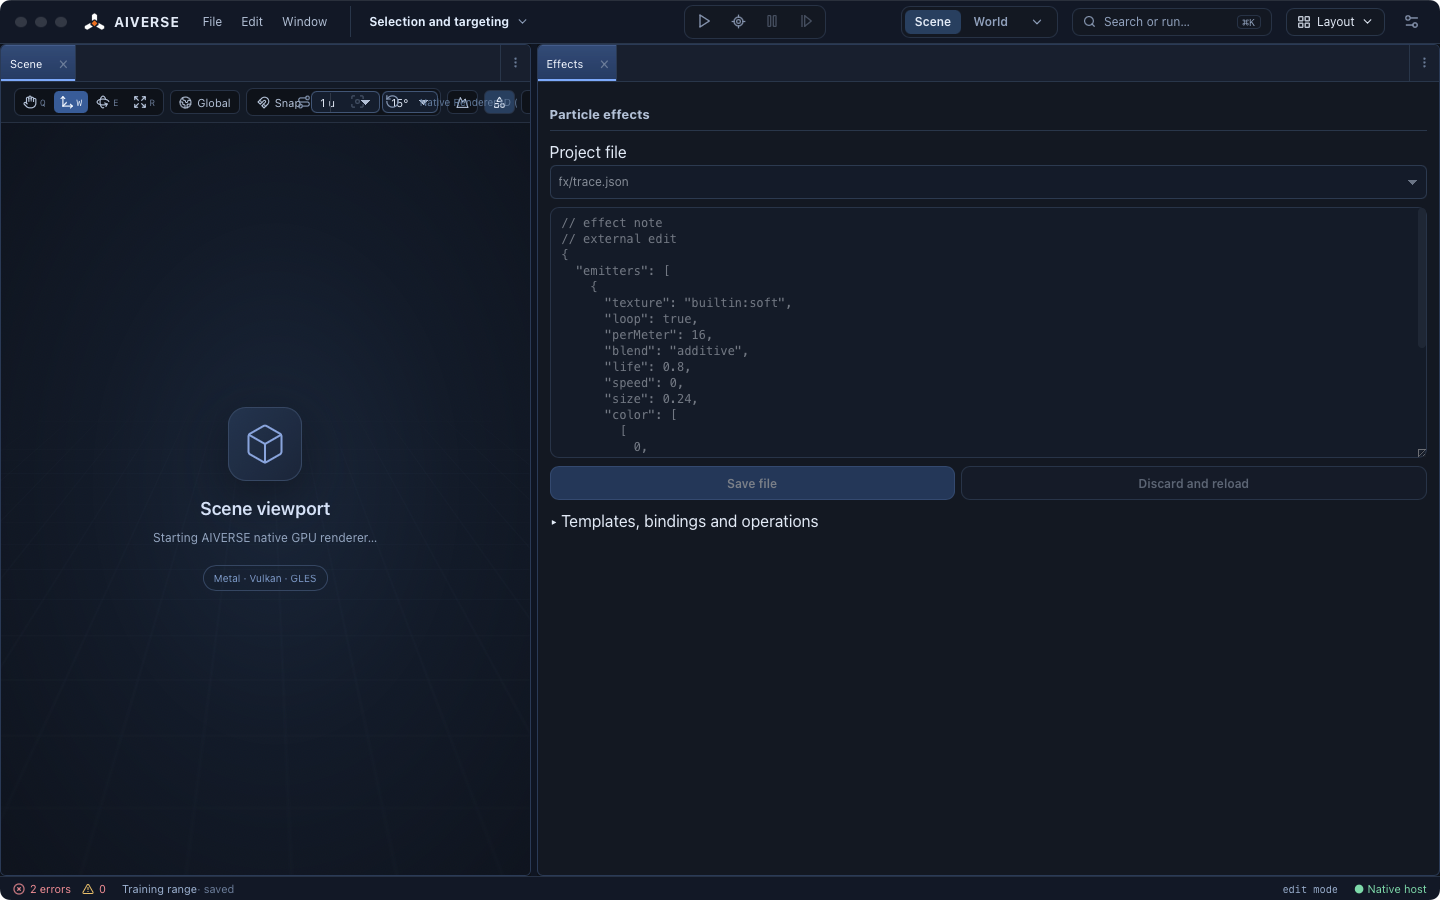 AIVERSE File Edit Window Selection and targeting Scene World Search or run... ⌘K Layout
Scene
Effects
Q W E R Global Snap 1 u 15°
Particle effects
Project file
fx/trace.json
// effect note
// external edit
{
"emitters": [
{
"texture": "builtin:soft",
"loop": true,
"perMeter": 16,
"blend": "additive",
"life": 0.8,
"speed": 0,
"size": 0.24,
"color": [
[
0,
Save file Discard and reload
Templates, bindings and operations
Scene viewport
Starting AIVERSE native GPU renderer...
Metal · Vulkan · GLES
2 errors 0 Training range · saved edit mode Native host